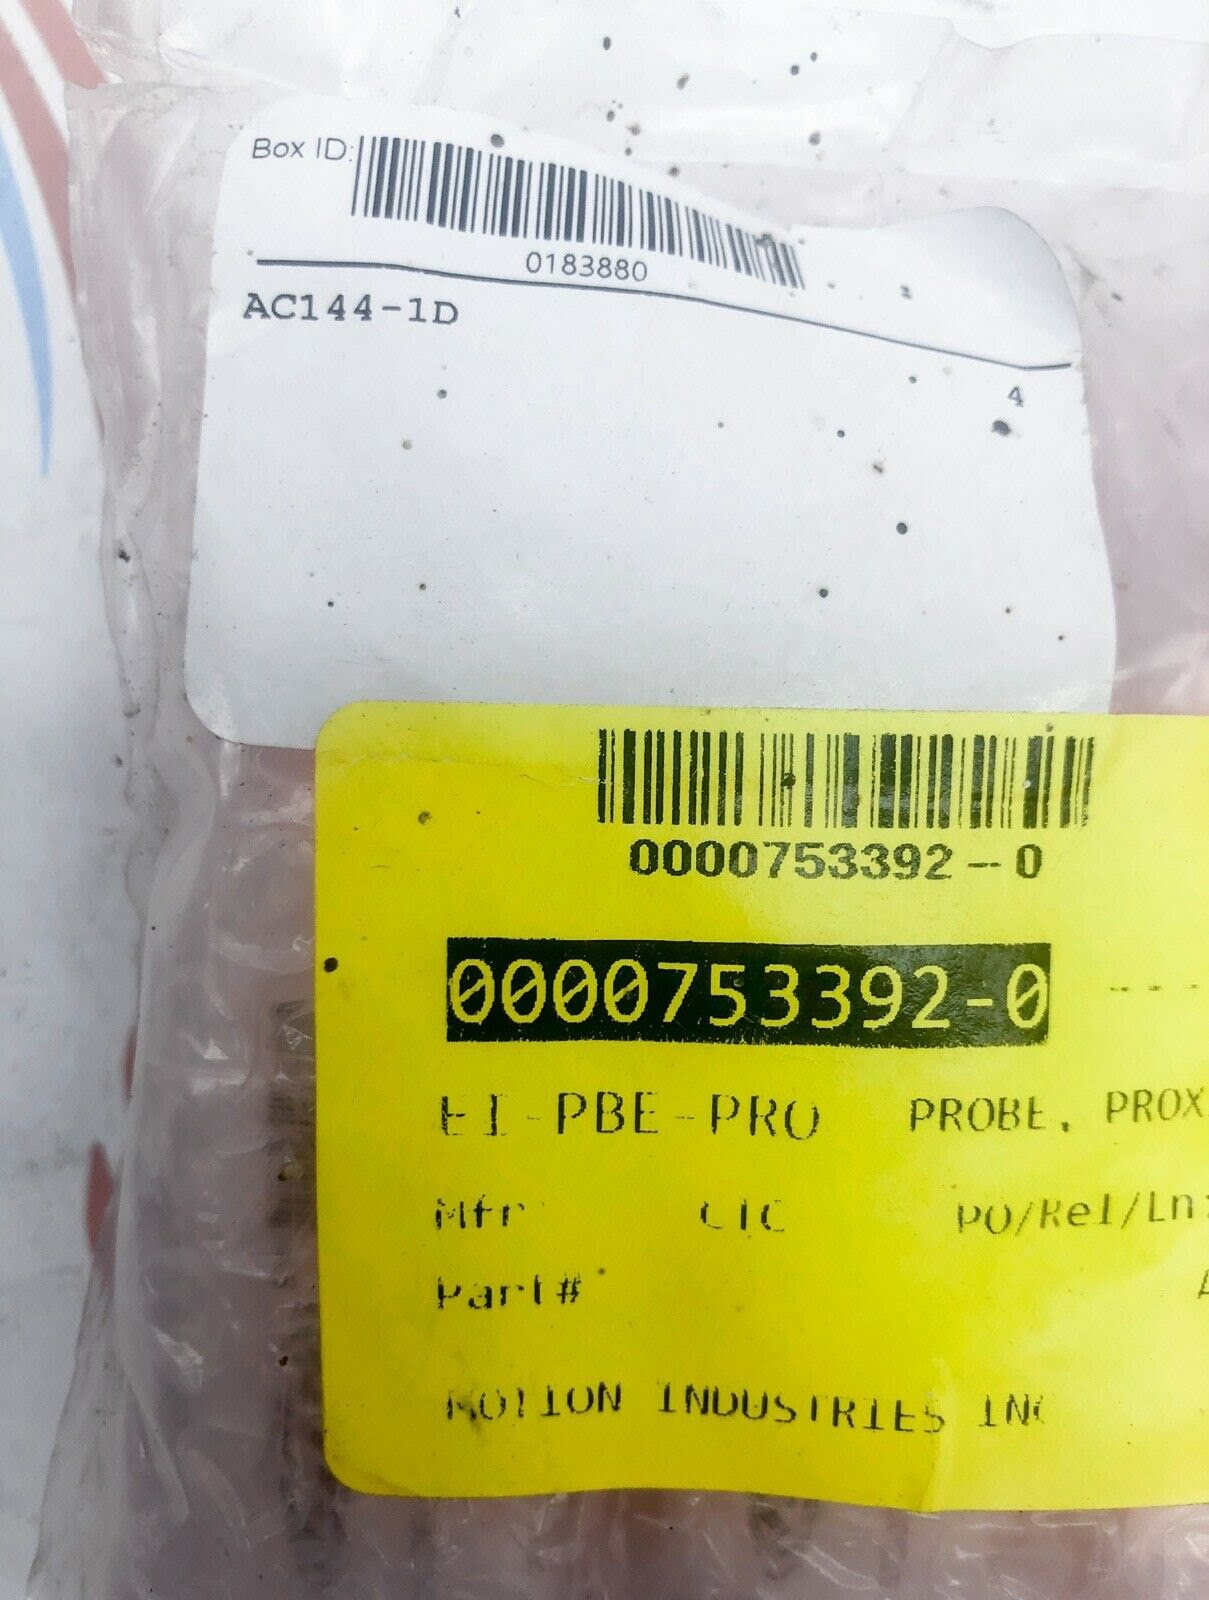 Box ID:
0183880
AC144-1D
4
0000753392-0
0000753392-0 ---
EI-PBE-PRO PROBE, PROX
Mfr CTC PO/Rel/Ln:
Part#
MOTION INDUSTRIES INC